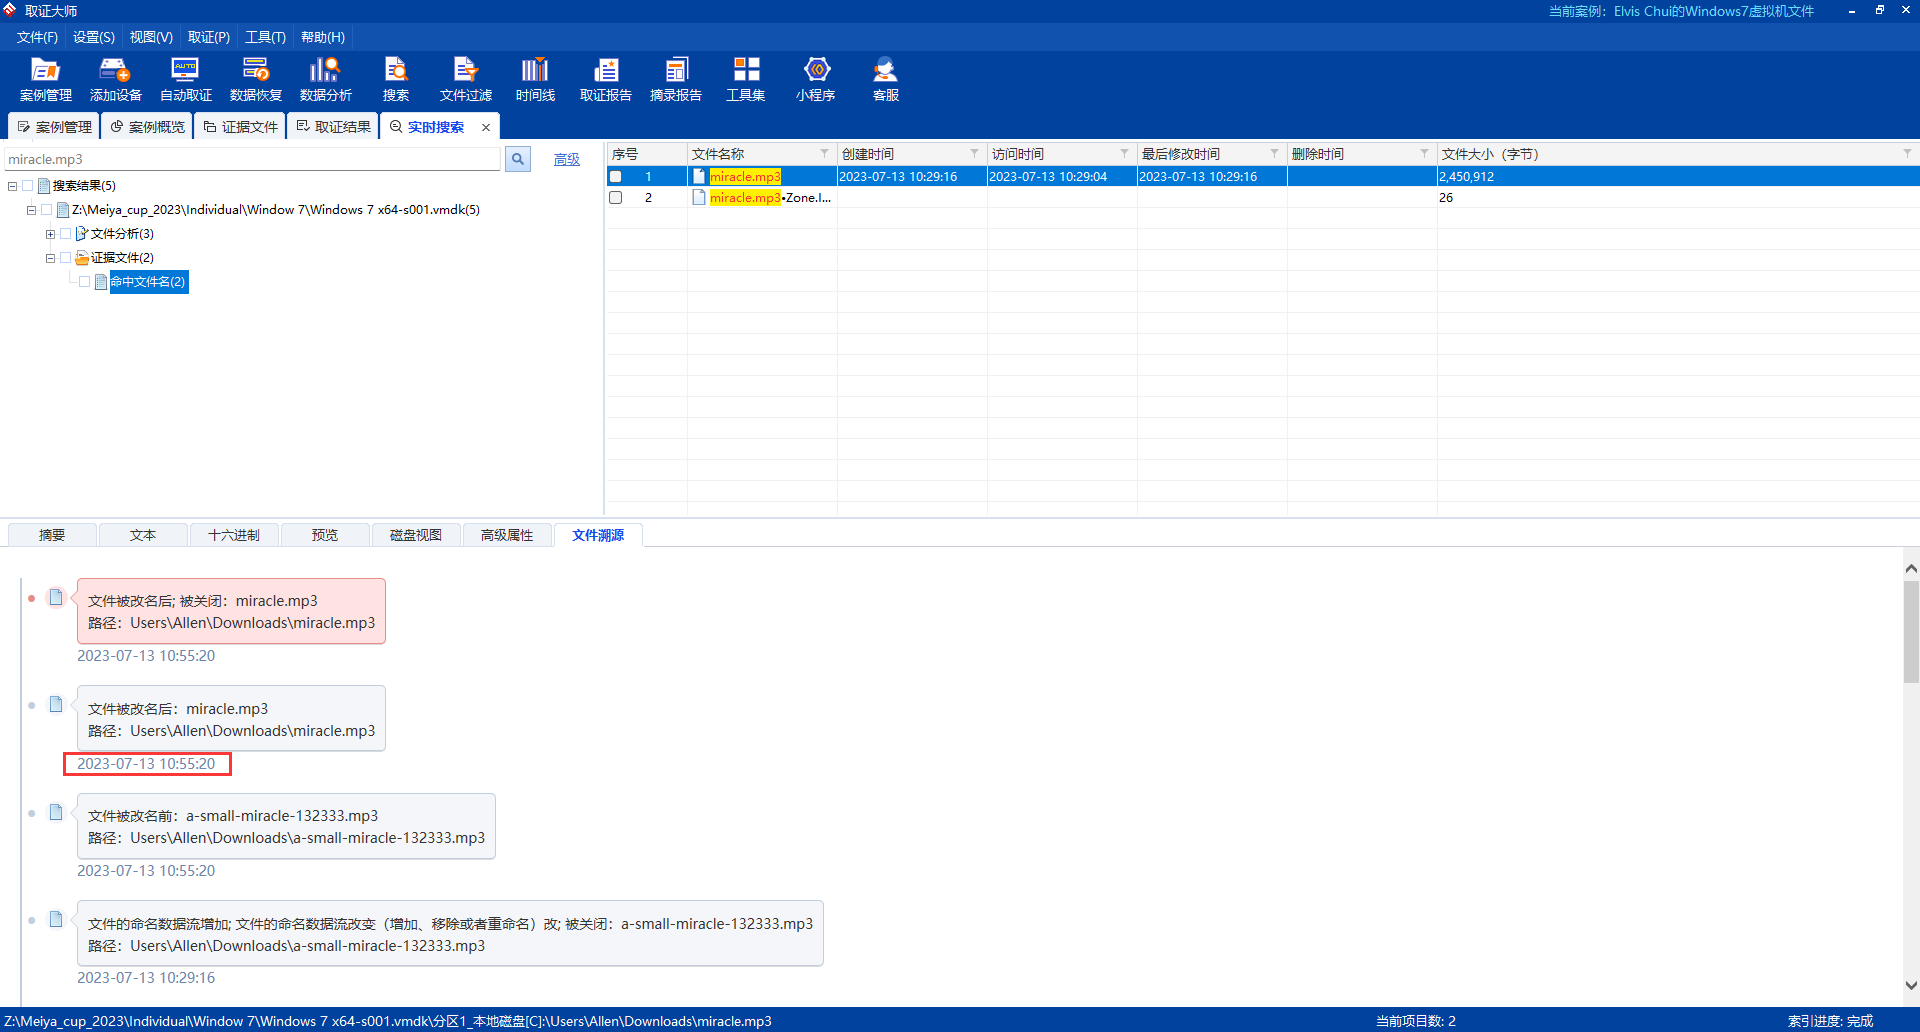 取证大师
当前案例：Elvis Chui的Windows7虚拟机文件
文件(F) 设置(S) 视图(V) 取证(P) 工具(T) 帮助(H)
案例管理 添加设备 自动取证 数据恢复 数据分析 搜索 文件过滤 时间线 取证报告 摘录报告 工具集 小程序 客服
案例管理 案例概览 证据文件 取证结果 实时搜索
miracle.mp3 高级
搜索结果(5)
Z:\Meiya_cup_2023\Individual\Window 7\Windows 7 x64-s001.vmdk(5)
文件分析(3)
证据文件(2)
命中文件名(2)
序号 文件名称 创建时间 访问时间 最后修改时间 删除时间 文件大小（字节）
1 miracle.mp3 2023-07-13 10:29:16 2023-07-13 10:29:04 2023-07-13 10:29:16 2,450,912
2 miracle.mp3•Zone.I... 26
摘要 文本 十六进制 预览 磁盘视图 高级属性 文件溯源
文件被改名后; 被关闭：miracle.mp3
路径：Users\Allen\Downloads\miracle.mp3
2023-07-13 10:55:20
文件被改名后：miracle.mp3
路径：Users\Allen\Downloads\miracle.mp3
2023-07-13 10:55:20
文件被改名前：a-small-miracle-132333.mp3
路径：Users\Allen\Downloads\a-small-miracle-132333.mp3
2023-07-13 10:55:20
文件的命名数据流增加; 文件的命名数据流改变（增加、移除或者重命名）改; 被关闭：a-small-miracle-132333.mp3
路径：Users\Allen\Downloads\a-small-miracle-132333.mp3
2023-07-13 10:29:16
Z:\Meiya_cup_2023\Individual\Window 7\Windows 7 x64-s001.vmdk\分区1_本地磁盘[C]:\Users\Allen\Downloads\miracle.mp3
当前项目数: 2
索引进度: 完成